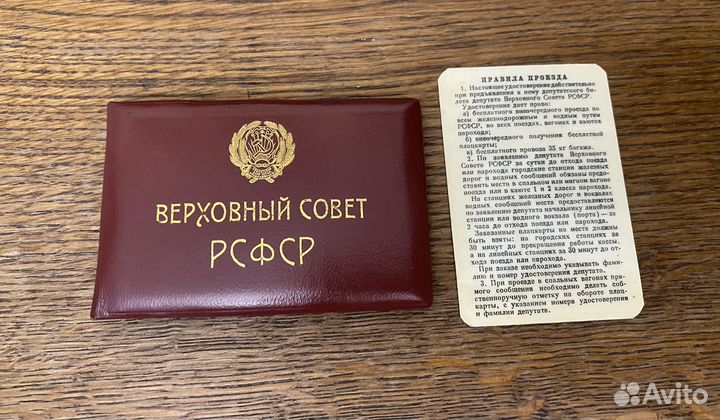 ВЕРХОВНЫЙ СОВЕТ
РСФСР
ПРАВИЛА ПРОЕЗДА
1. Настоящее удостоверение действительно
при предъявлении к нему депутатского би-
лета депутата Верховного Совета РСФСР.
Удостоверение дает право:
а) бесплатного внеочередного проезда по
всем железнодорожным и водным путям
РСФСР, во всех поездах, вагонах и каютах
парохода;
б) внеочередного получения бесплатной
плацкарты;
в) бесплатного провоза 35 кг багажа.
2. По заявлению депутата Верховного
Совета РСФСР за сутки до отхода поезда
или парохода городские станции железных
дорог и водных сообщений обязаны предо-
ставить место в спальном или мягком вагоне
поезда или в каюте 1 и 2 класса парохода.
На станциях железных дорог и вокзалах
водных сообщений места предоставляются
по заявлению депутата начальнику линейной
станции или водного вокзала (порта) — за
2 часа до отхода поезда или парохода.
Заказанные плацкарты на места должны
быть взяты: на городских станциях за
30 минут до прекращения работы кассы,
а на линейных станциях за 30 минут до от-
хода поезда или парохода.
При заказе необходимо указывать фами-
лию и номер удостоверения депутата.
3. При проезде в спальных вагонах пря-
мого сообщения необходимо делать соб-
ственноручную отметку на обороте плац-
карты, с указанием номера удостоверения
и фамилии депутата.
Avito